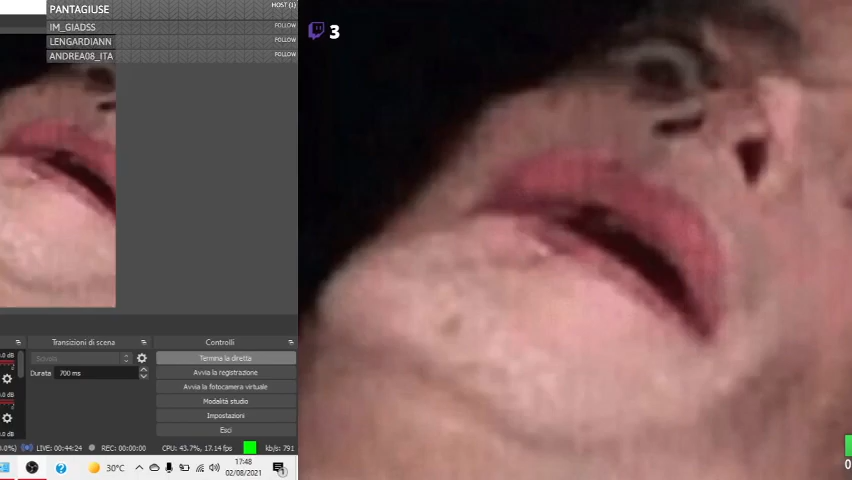 PANTAGIUSE
HOST (1)
IM_GIADSS
FOLLOW
LENGARDIANN
FOLLOW
ANDREA08_ITA
FOLLOW
3
Transizioni di scena
Controlli
Durata
700 ms
Termina la diretta
Avvia la registrazione
Avvia la fotocamera virtuale
Modalità studio
Impostazioni
Esci
LIVE: 00:44:24
REC: 00:00:00
CPU: 43.7%, 17.14 fps
kb/s: 791
30°C
17:48
02/08/2021